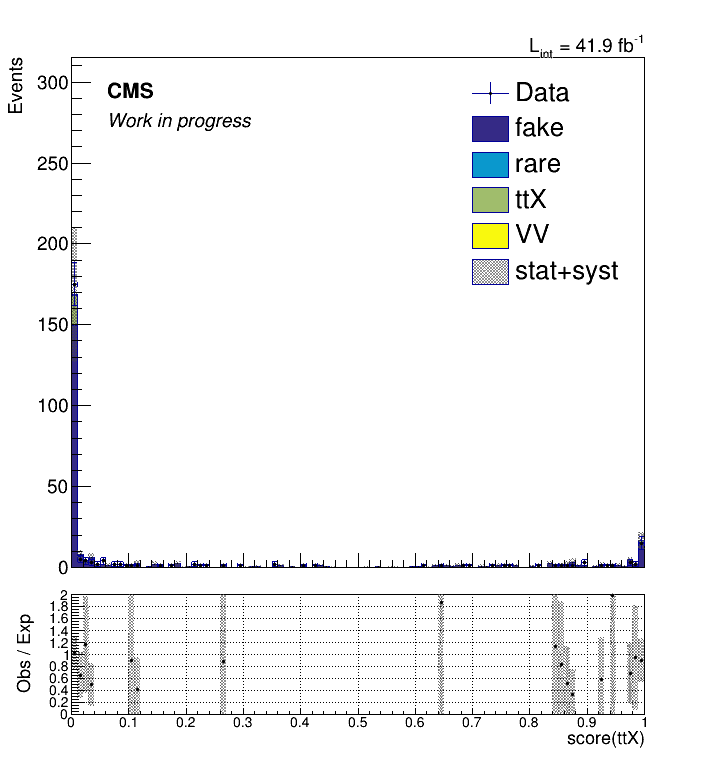 L_int = 41.9 fb^-1
Events
CMS
Work in progress
Data
fake
rare
ttX
VV
stat+syst
300
250
200
150
100
50
0
Obs / Exp
2
1.8
1.6
1.4
1.2
1
0.8
0.6
0.4
0.2
0
0 0.1 0.2 0.3 0.4 0.5 0.6 0.7 0.8 0.9 1
score(ttX)